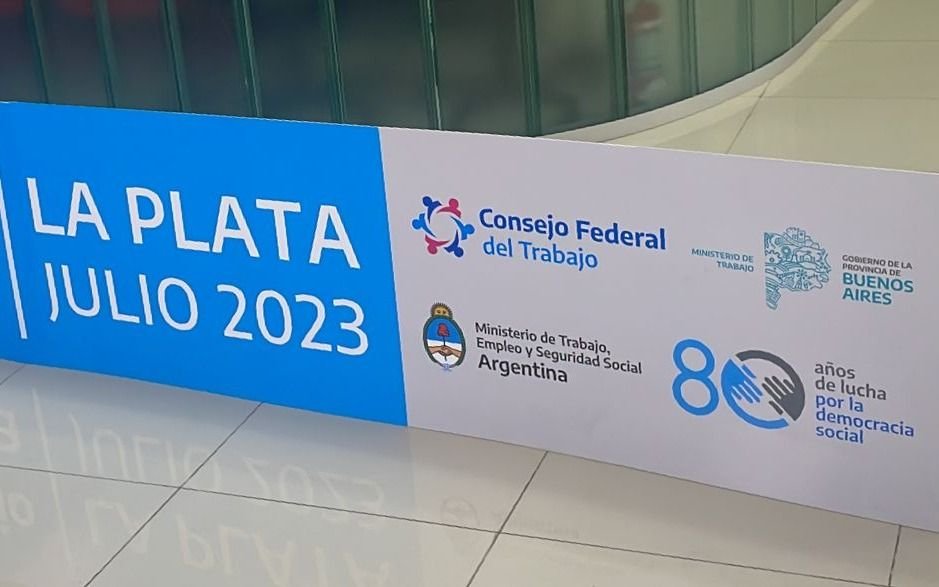 LA PLATA
JULIO 2023
Consejo Federal
del Trabajo
MINISTERIO DE
TRABAJO
GOBIERNO DE LA
PROVINCIA DE
BUENOS
AIRES
Ministerio de Trabajo,
Empleo y Seguridad Social
Argentina
80
años
de lucha
por la
democracia
social